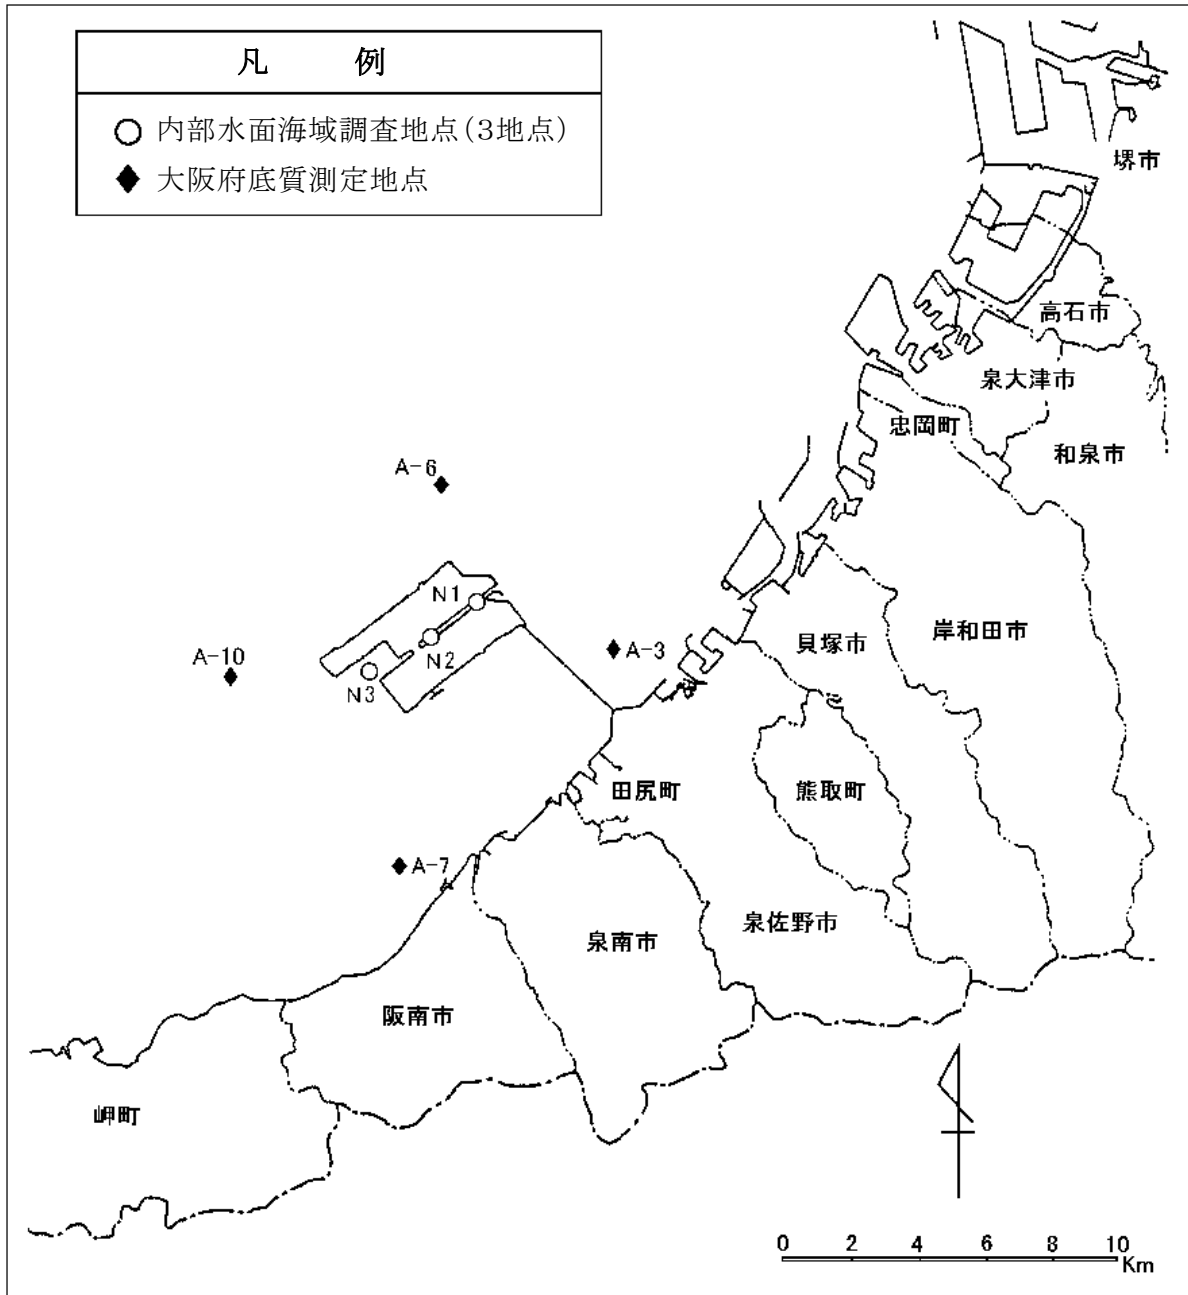 凡 例
○ 内部水面海域調査地点(3地点)
◆ 大阪府底質測定地点
堺市
高石市
泉大津市
忠岡町
和泉市
A-6
N1
岸和田市
貝塚市
A-3
N2
A-10
N3
田尻町
熊取町
A-7
泉佐野市
泉南市
阪南市
岬町
0 2 4 6 8 10
Km